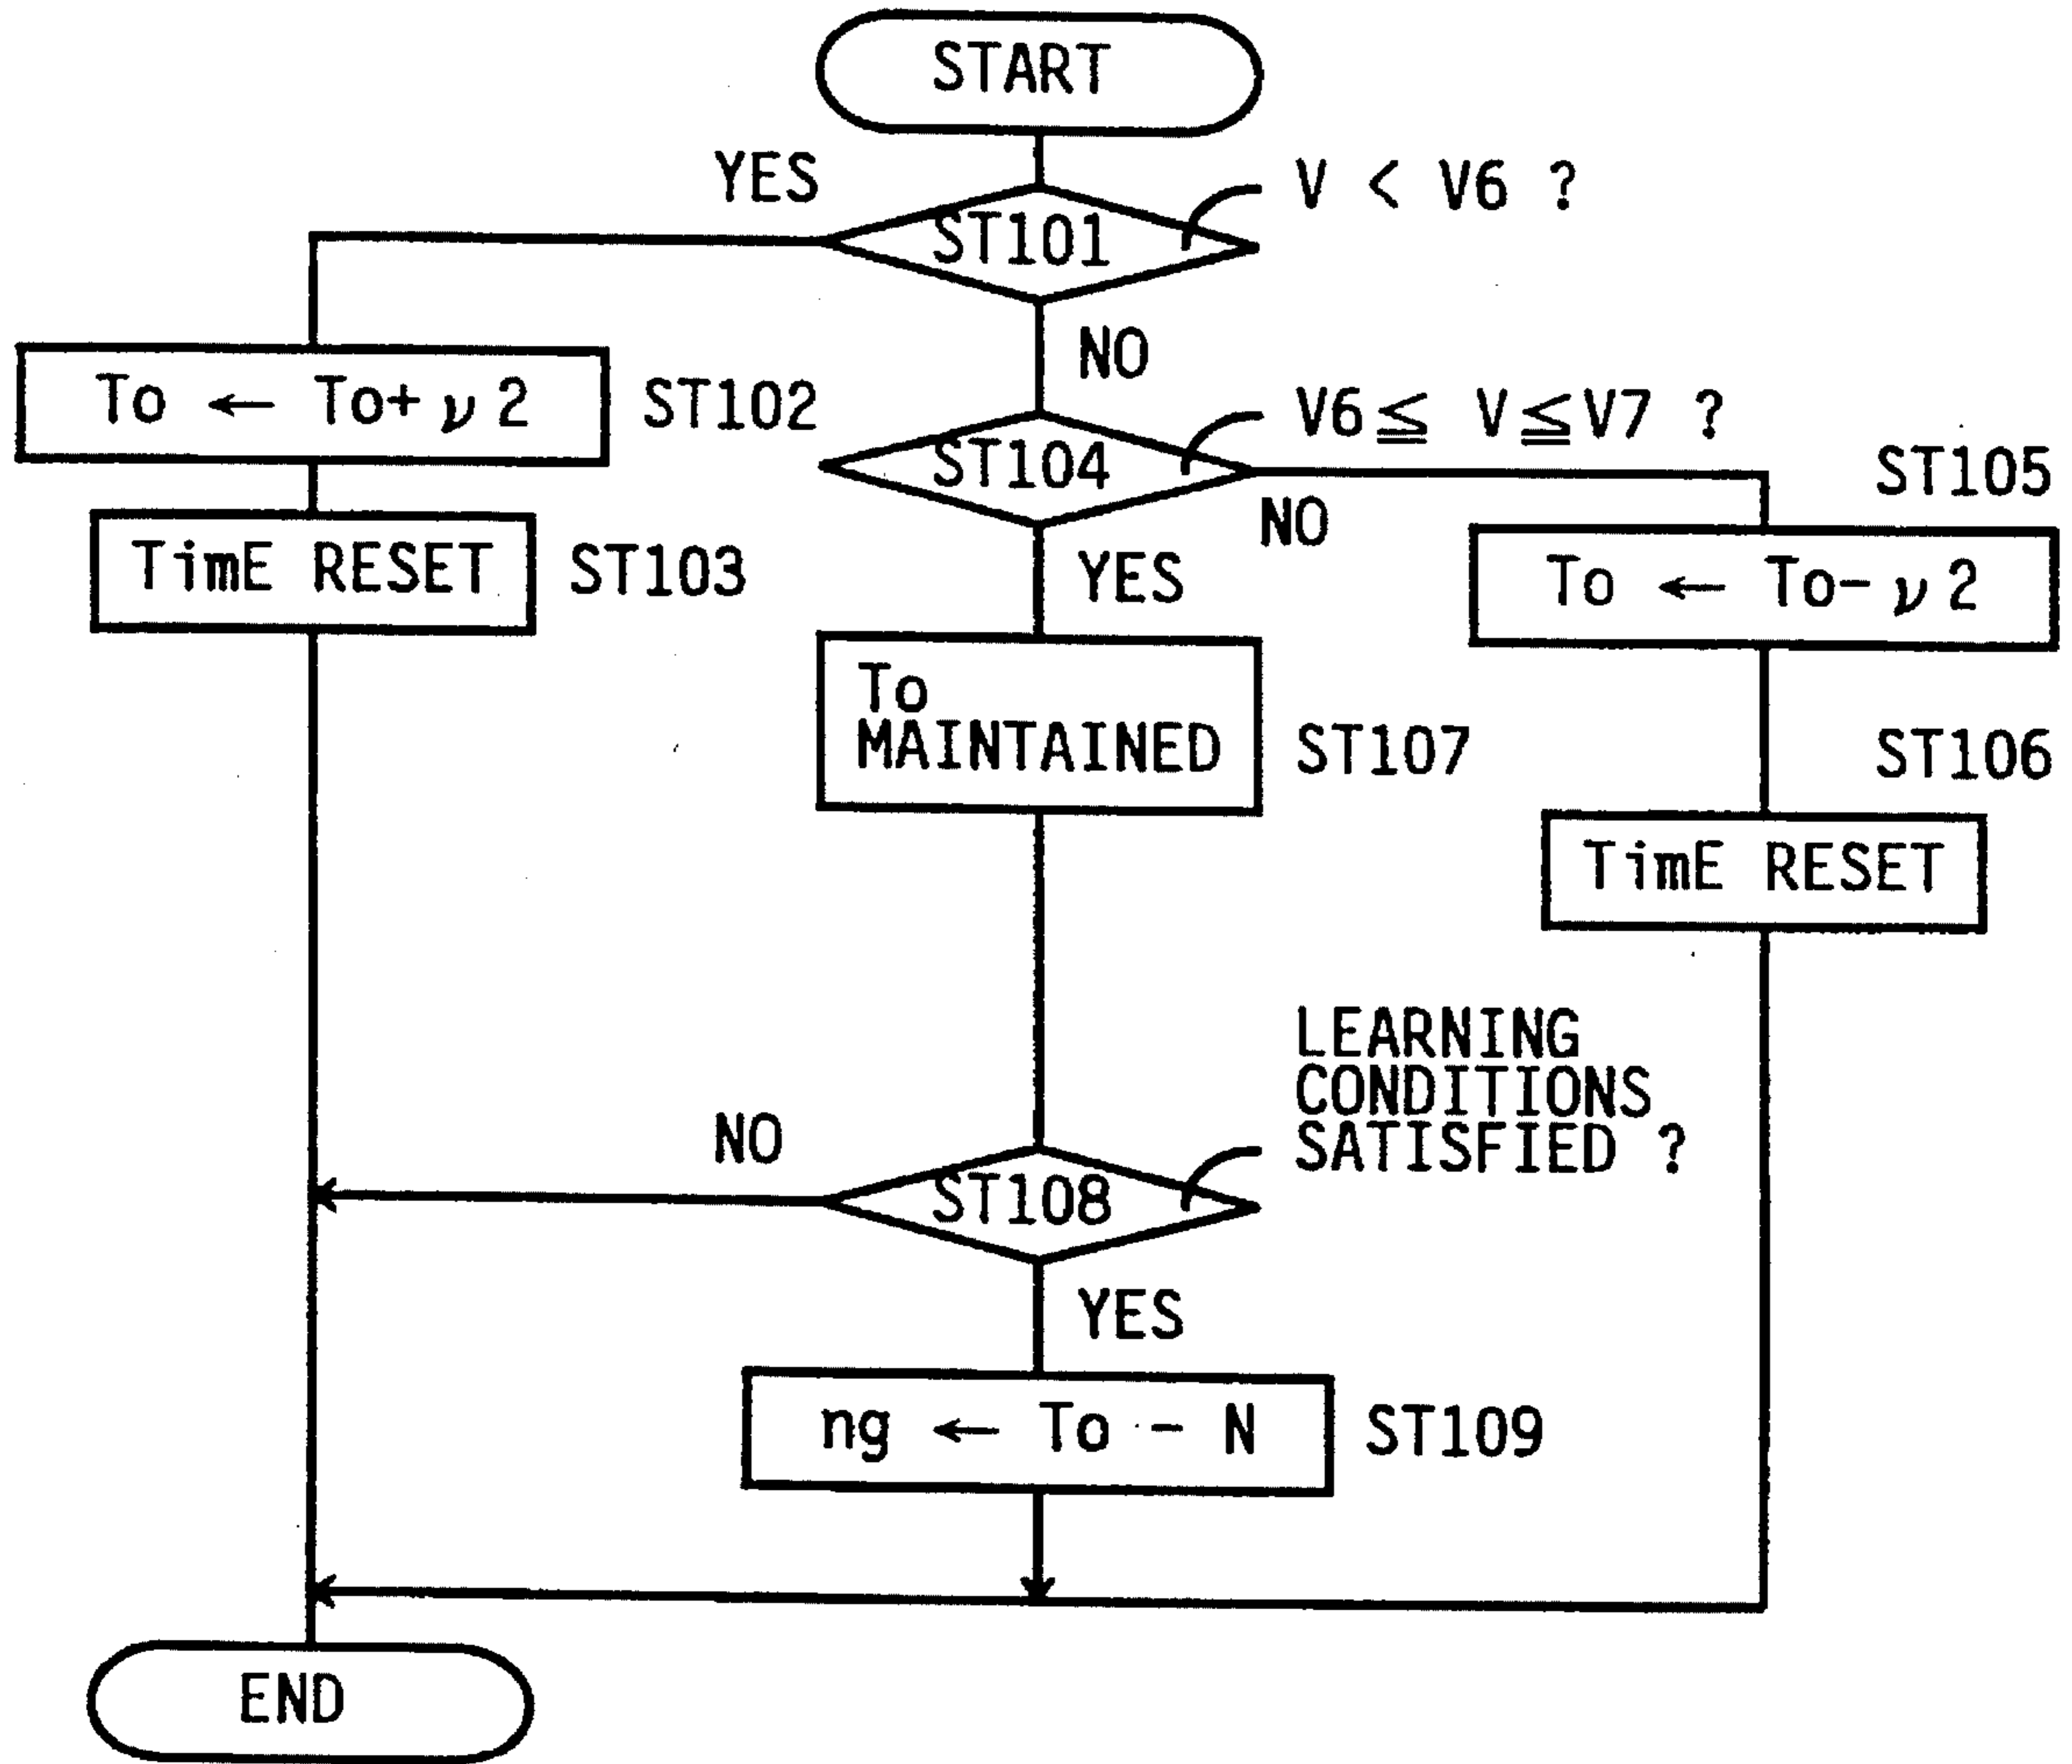 START
YES
V < V6 ?
ST101
NO
To ← To+ν2
ST102
V6≦ V≦V7 ?
ST104
NO
ST105
TimE RESET
ST103
YES
To ← To-ν2
To
MAINTAINED
ST107
ST106
TimE RESET
LEARNING
CONDITIONS
SATISFIED ?
NO
ST108
YES
ng ← To - N
ST109
END